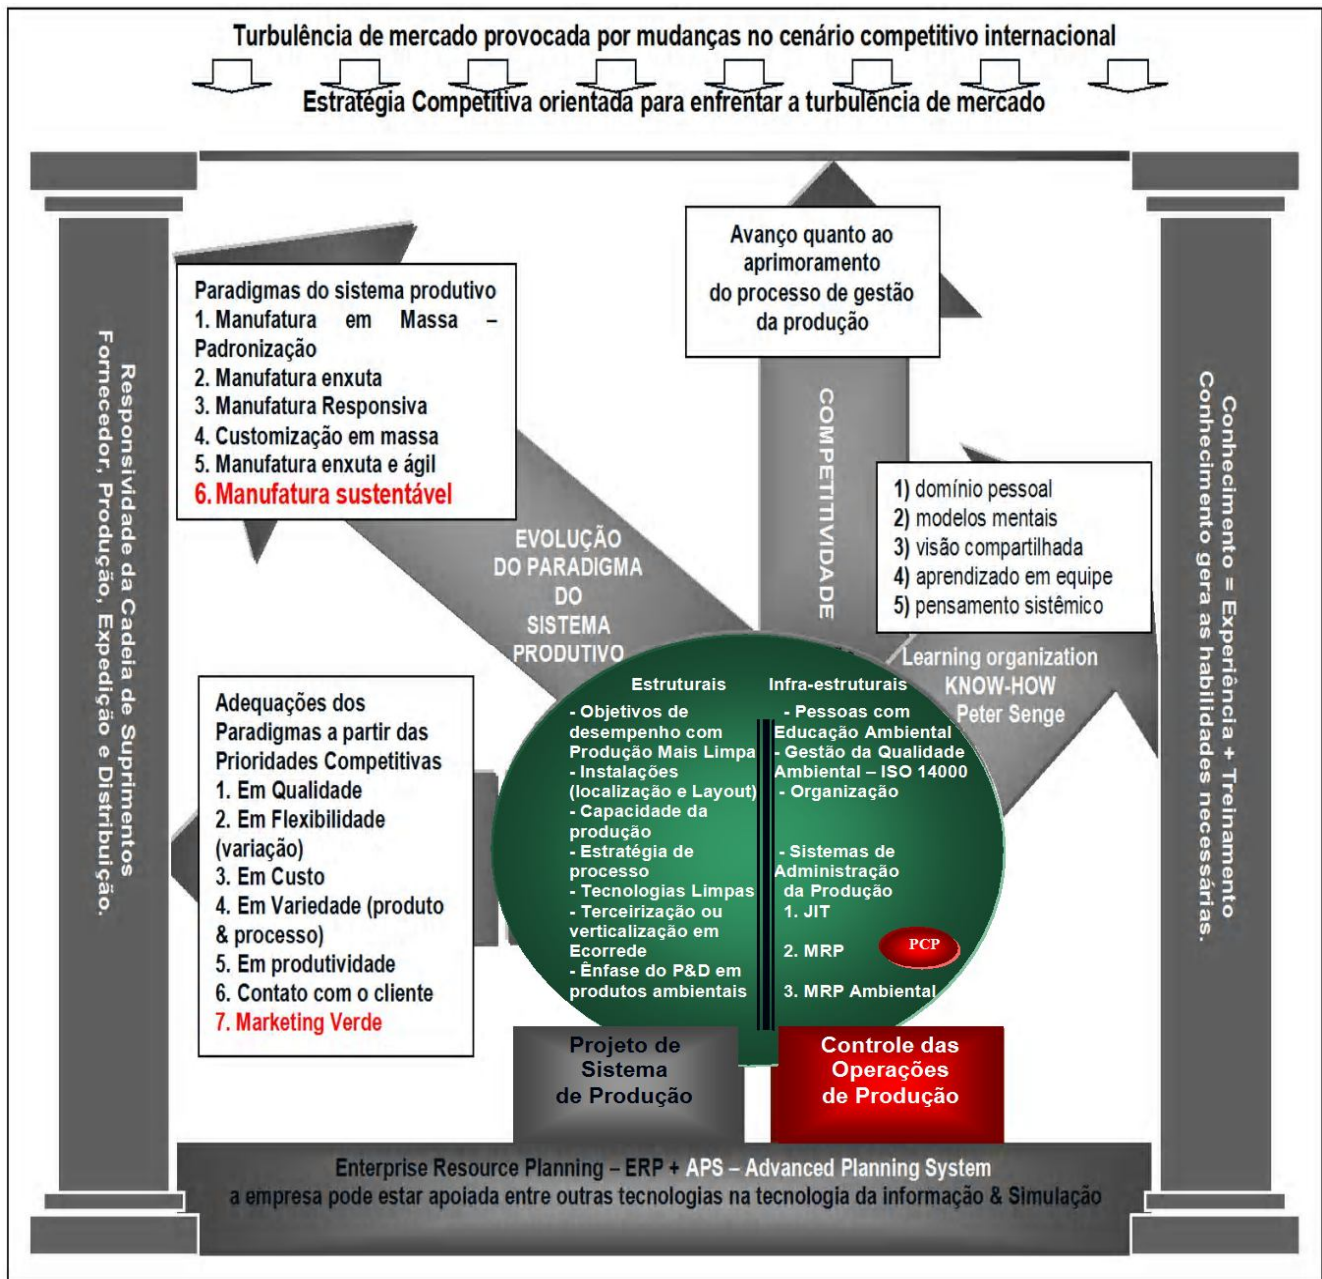 Turbulência de mercado provocada por mudanças no cenário competitivo internacional
Estratégia Competitiva orientada para enfrentar a turbulência de mercado
Responsividade da Cadeia de Suprimentos
Fornecedor, Produção, Expedição e Distribuição.
Paradigmas do sistema produtivo
1. Manufatura em Massa –
Padronização
2. Manufatura enxuta
3. Manufatura Responsiva
4. Customização em massa
5. Manufatura enxuta e ágil
6. Manufatura sustentável
EVOLUÇÃO
DO PARADIGMA
DO
SISTEMA
PRODUTIVO
Avanço quanto ao
aprimoramento
do processo de gestão
da produção
COMPETITIVIDADE
1) domínio pessoal
2) modelos mentais
3) visão compartilhada
4) aprendizado em equipe
5) pensamento sistêmico
Learning organization
KNOW-HOW
Peter Senge
Conhecimento = Experiência + Treinamento
Conhecimento gera as habilidades necessárias.
Adequações dos
Paradigmas a partir das
Prioridades Competitivas
1. Em Qualidade
2. Em Flexibilidade
(variação)
3. Em Custo
4. Em Variedade (produto
& processo)
5. Em produtividade
6. Contato com o cliente
7. Marketing Verde
Estruturais
- Objetivos de
desempenho com
Produção Mais Limpa
- Instalações
(localização e Layout)
- Capacidade da
produção
- Estratégia de
processo
- Tecnologias Limpas
- Terceirização ou
verticalização em
Ecorrede
- Ênfase do P&D em
produtos ambientais
Infra-estruturais
- Pessoas com
Educação Ambiental
- Gestão da Qualidade
Ambiental – ISO 14000
- Organização
- Sistemas de
Administração
da Produção
1. JIT
2. MRP
PCP
3. MRP Ambiental
Projeto de
Sistema
de Produção
Controle das
Operações
de Produção
Enterprise Resource Planning – ERP + APS – Advanced Planning System
a empresa pode estar apoiada entre outras tecnologias na tecnologia da informação & Simulação